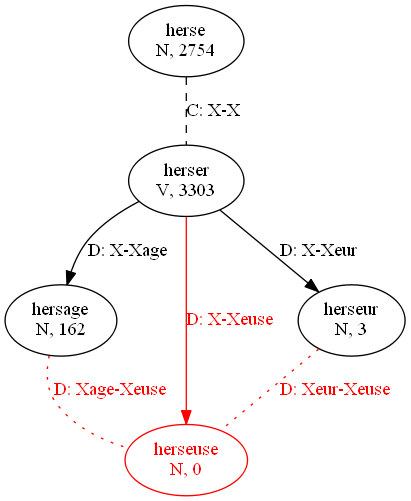 herse
N, 2754
C: X-X
herser
V, 3303
D: X-Xage
D: X-Xeur
hersage
N, 162
D: X-Xeuse
herseur
N, 3
D: Xage-Xeuse
D: Xeur-Xeuse
herseuse
N, 0